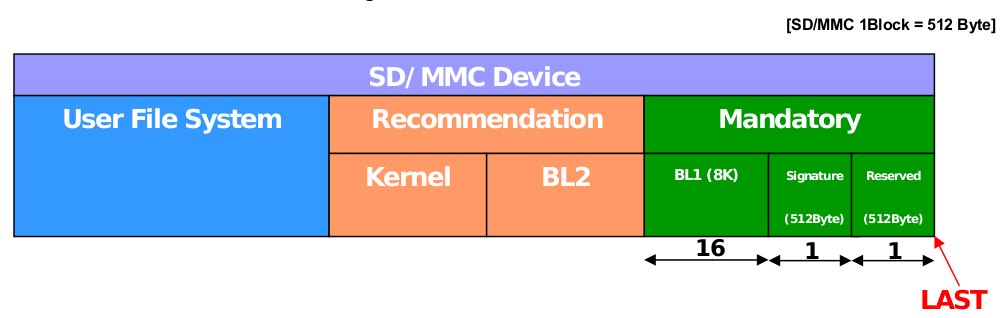 [SD/MMC 1Block = 512 Byte]
SD/ MMC Device
User File System
Recommendation
Mandatory
Kernel
BL2
BL1 (8K)
Signature
(512Byte)
Reserved
(512Byte)
16
1
1
LAST